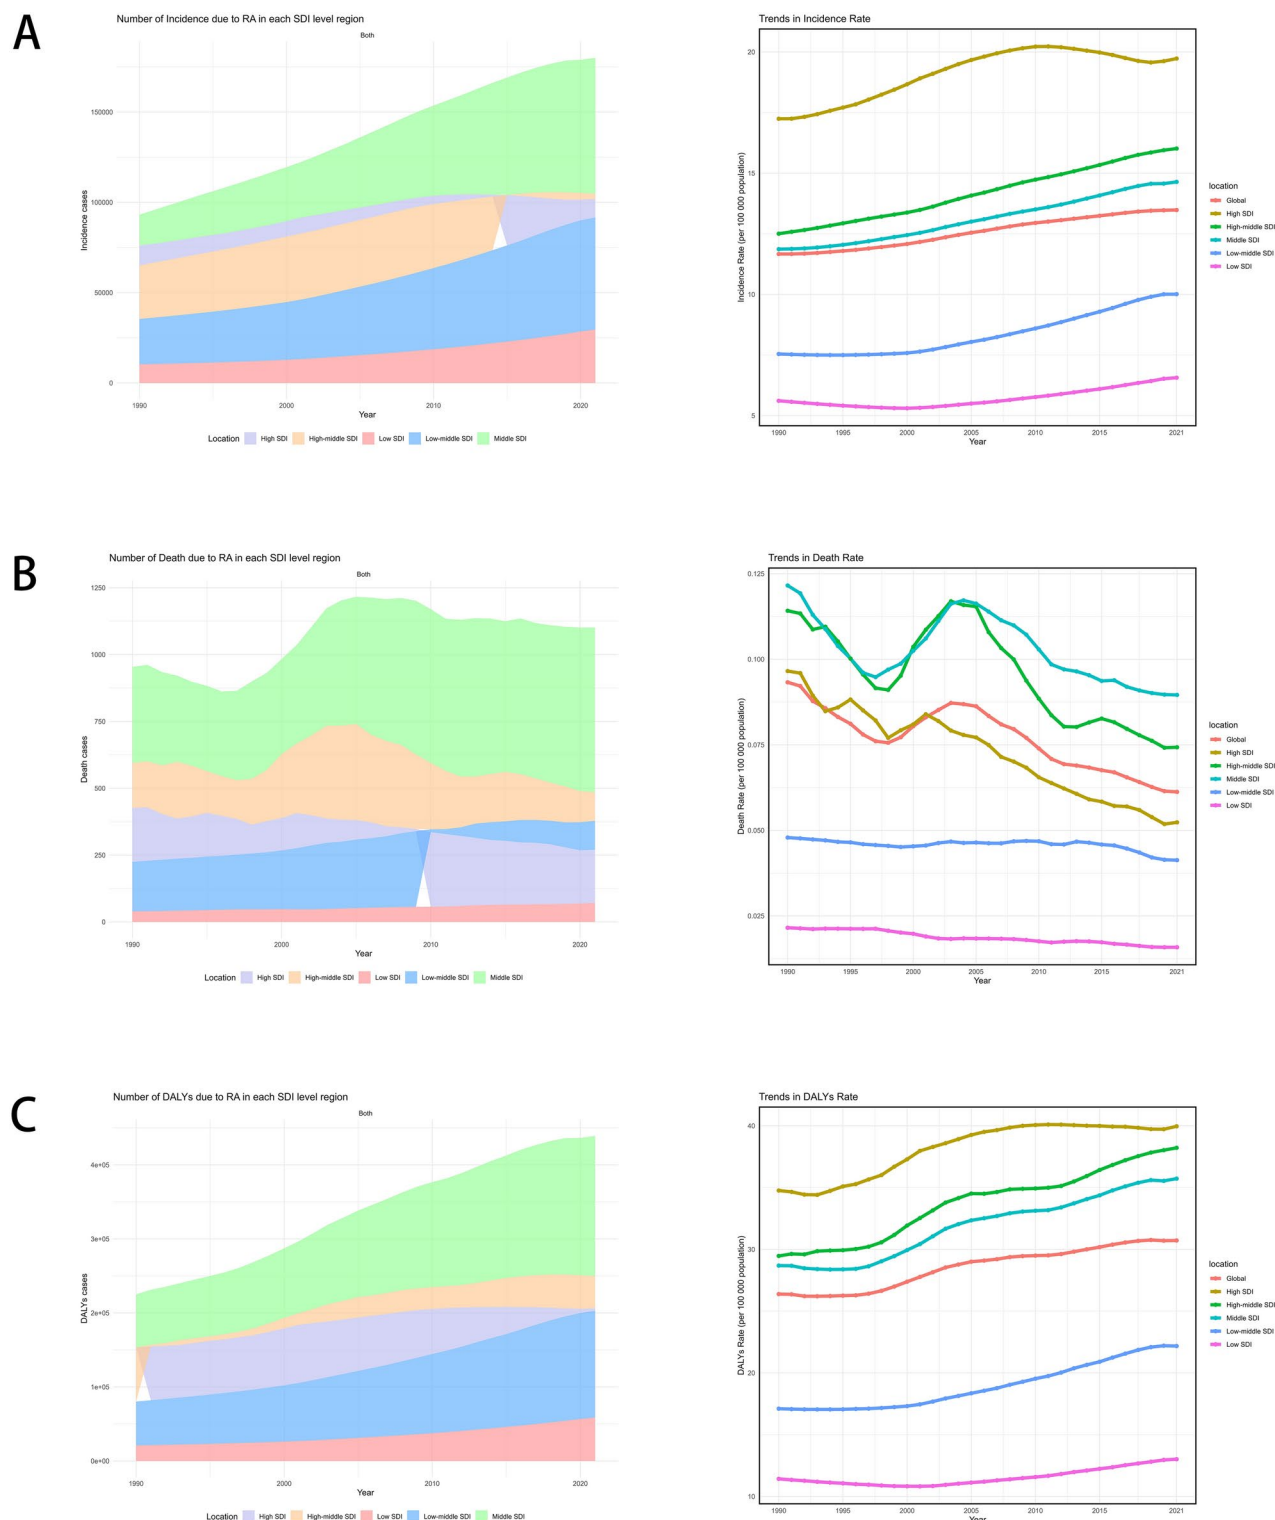 A
Number of Incidence due to RA in each SDI level region
Both
Incidence cases
150000
100000
50000
0
1990
2000
2010
2020
Year
Location High SDI High-middle SDI Low SDI Low-middle SDI Middle SDI
Trends in Incidence Rate
Incidence Rate (per 100 000 population)
20
15
10
5
1990
1995
2000
2005
2010
2015
2021
Year
location
Global
High SDI
High-middle SDI
Middle SDI
Low-middle SDI
Low SDI
B
Number of Death due to RA in each SDI level region
Both
Death cases
1250
1000
750
500
250
0
1990
2000
2010
2020
Year
Location High SDI High-middle SDI Low SDI Low-middle SDI Middle SDI
Trends in Death Rate
Death Rate (per 100 000 population)
0.125
0.100
0.075
0.050
0.025
1990
1995
2000
2005
2010
2015
2021
Year
location
Global
High SDI
High-middle SDI
Middle SDI
Low-middle SDI
Low SDI
C
Number of DALYs due to RA in each SDI level region
Both
DALYs cases
4e+05
3e+05
2e+05
1e+05
0e+00
1990
2000
2010
2020
Year
Location High SDI High-middle SDI Low SDI Low-middle SDI Middle SDI
Trends in DALYs Rate
DALYs Rate (per 100 000 population)
40
30
20
10
1990
1995
2000
2005
2010
2015
2021
Year
location
Global
High SDI
High-middle SDI
Middle SDI
Low-middle SDI
Low SDI